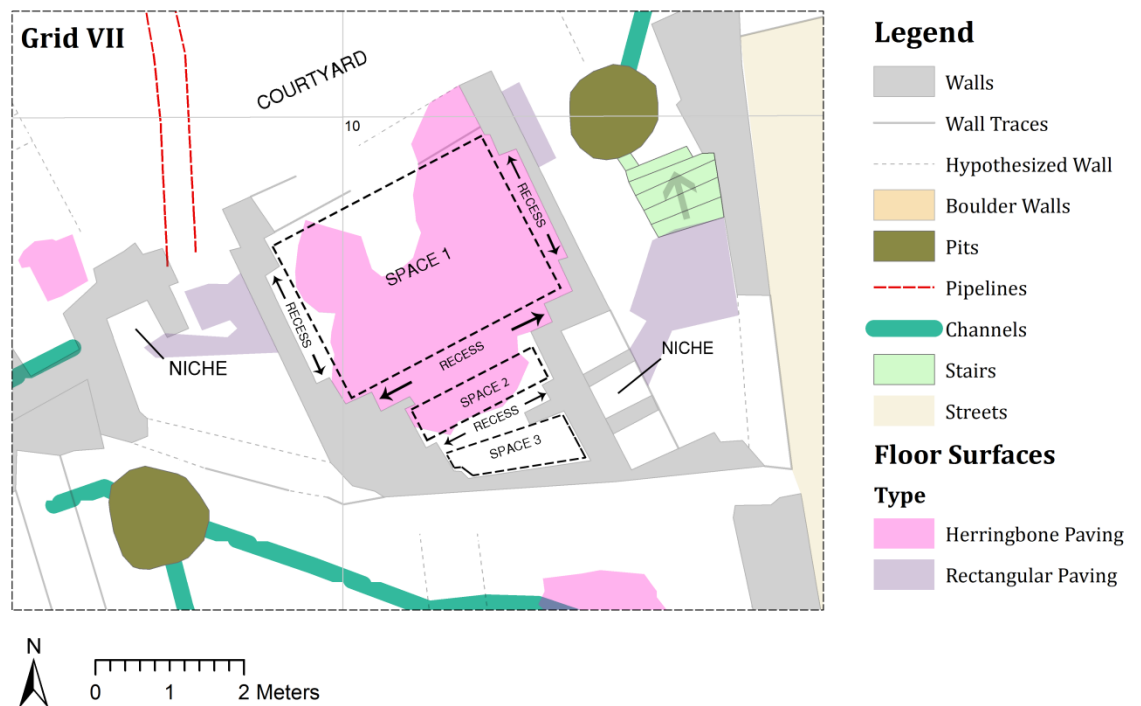 Grid VII
COURTYARD
10
RECESS
SPACE 1
RECESS
RECESS
NICHE
NICHE
SPACE 2
RECESS
SPACE 3
N
0 1 2 Meters
Legend
Walls
Wall Traces
Hypothesized Wall
Boulder Walls
Pits
Pipelines
Channels
Stairs
Streets
Floor Surfaces
Type
Herringbone Paving
Rectangular Paving